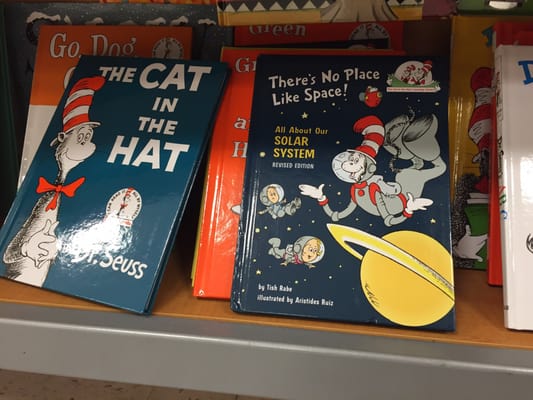 Go, Dog
THE CAT
IN
THE
HAT
Dr. Seuss
Green
Gre
a
H
There's No Place
Like Space!
All About Our
SOLAR
SYSTEM
REVISED EDITION
by Tish Rabe
illustrated by Aristides Ruiz